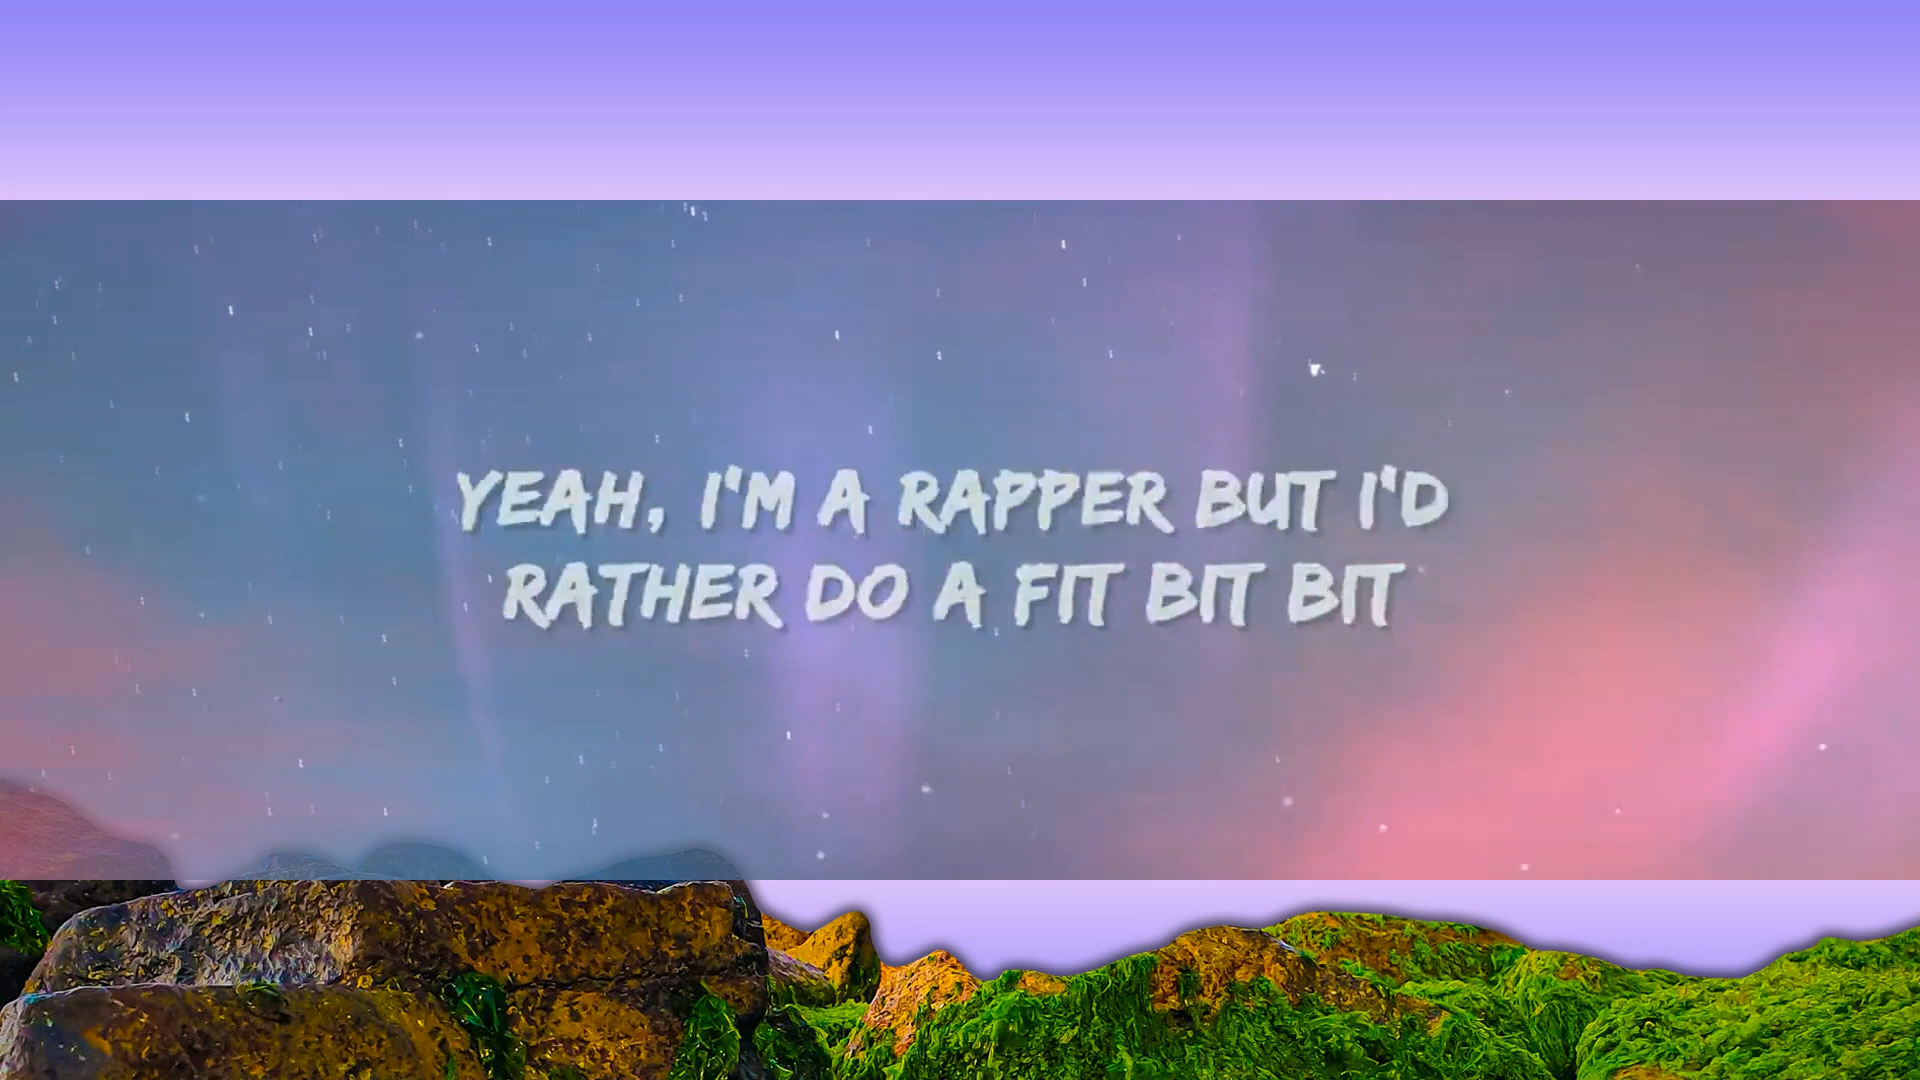 YEAH, I'M A RAPPER BUT I'D
RATHER DO A FIT BIT BIT